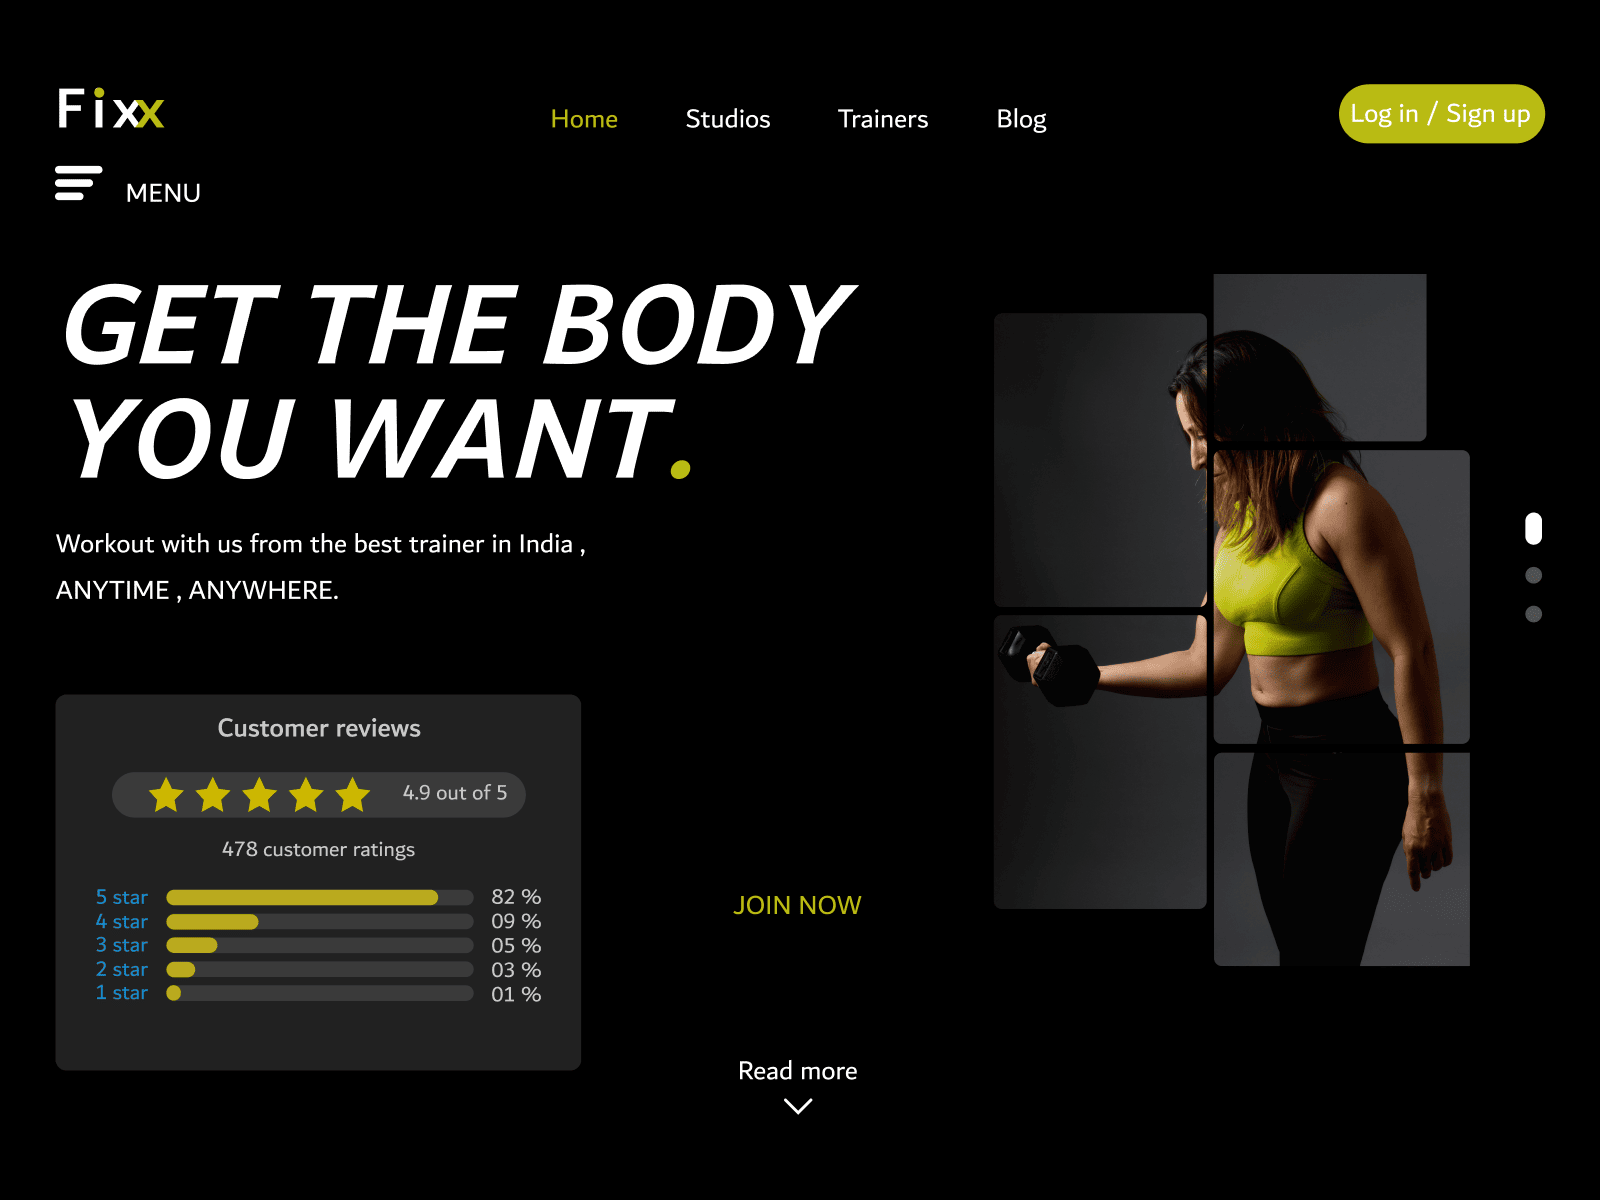 Fixx
Home Studios Trainers Blog
Log in / Sign up
MENU
GET THE BODY
YOU WANT.
Workout with us from the best trainer in India ,
ANYTIME , ANYWHERE.
Customer reviews
4.9 out of 5
478 customer ratings
5 star 82 %
4 star 09 %
3 star 05 %
2 star 03 %
1 star 01 %
JOIN NOW
Read more